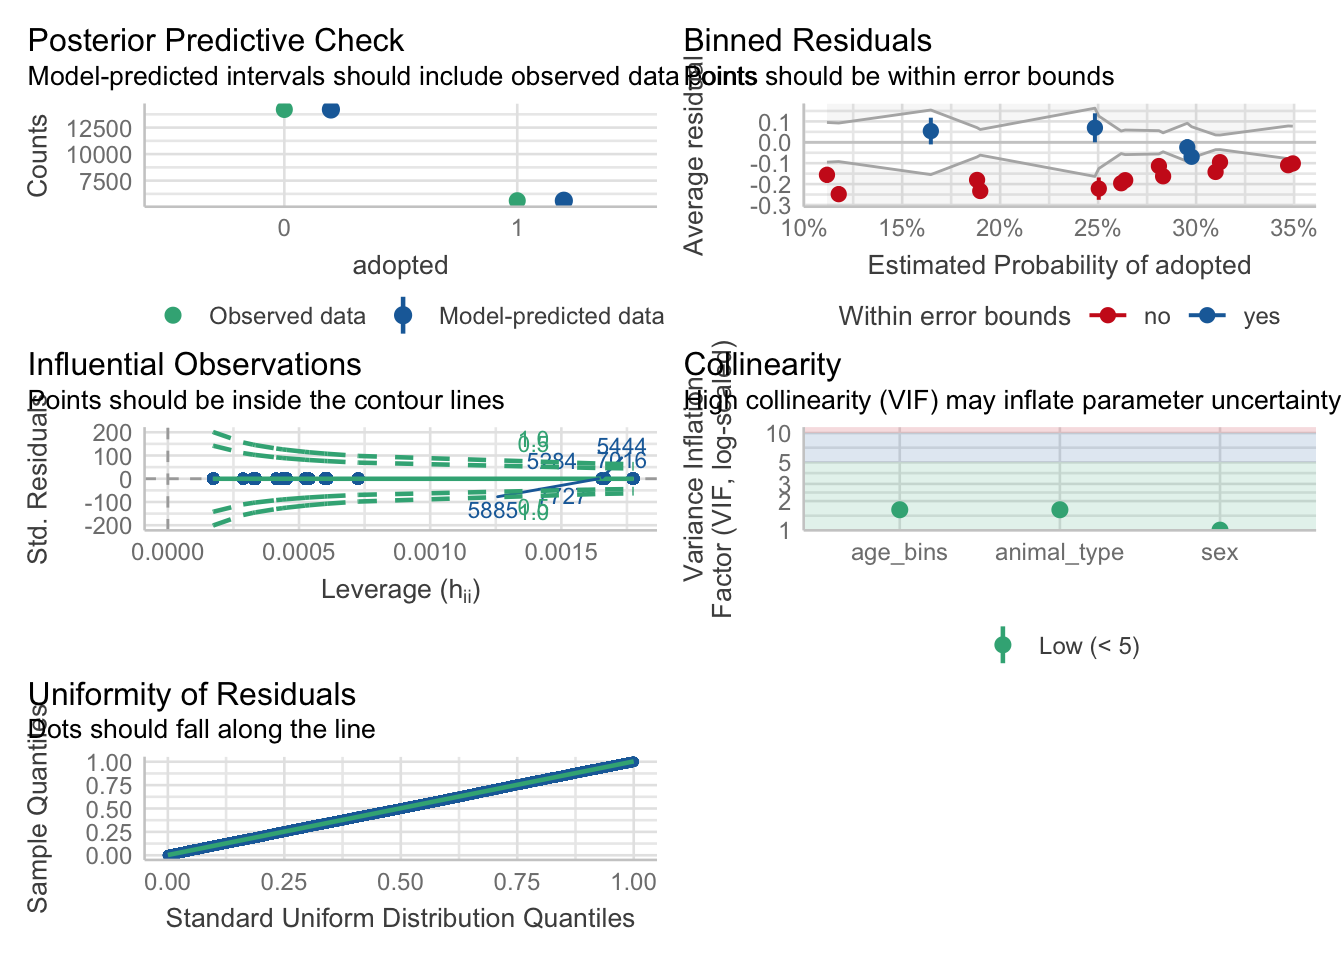 Posterior Predictive Check
Model-predicted intervals should include observed data points
Counts
12500
10000
7500
0
1
adopted
Observed data
Model-predicted data
Binned Residuals
Points should be within error bounds
Average residual
0.1
0.0
-0.1
-0.2
-0.3
10%
15%
20%
25%
30%
35%
Estimated Probability of adopted
Within error bounds
no
yes
Influential Observations
Points should be inside the contour lines
Std. Residuals
200
100
0
-100
-200
5444
5284
7016
5885
0.0000
0.0005
0.0010
0.0015
Leverage (hii)
Collinearity
High collinearity (VIF) may inflate parameter uncertainty
Variance Inflation
Factor (VIF, log-scaled)
10
5
3
2
1
age_bins
animal_type
sex
Low (< 5)
Uniformity of Residuals
Dots should fall along the line
Sample Quantiles
1.00
0.75
0.50
0.25
0.00
0.00
0.25
0.50
0.75
1.00
Standard Uniform Distribution Quantiles